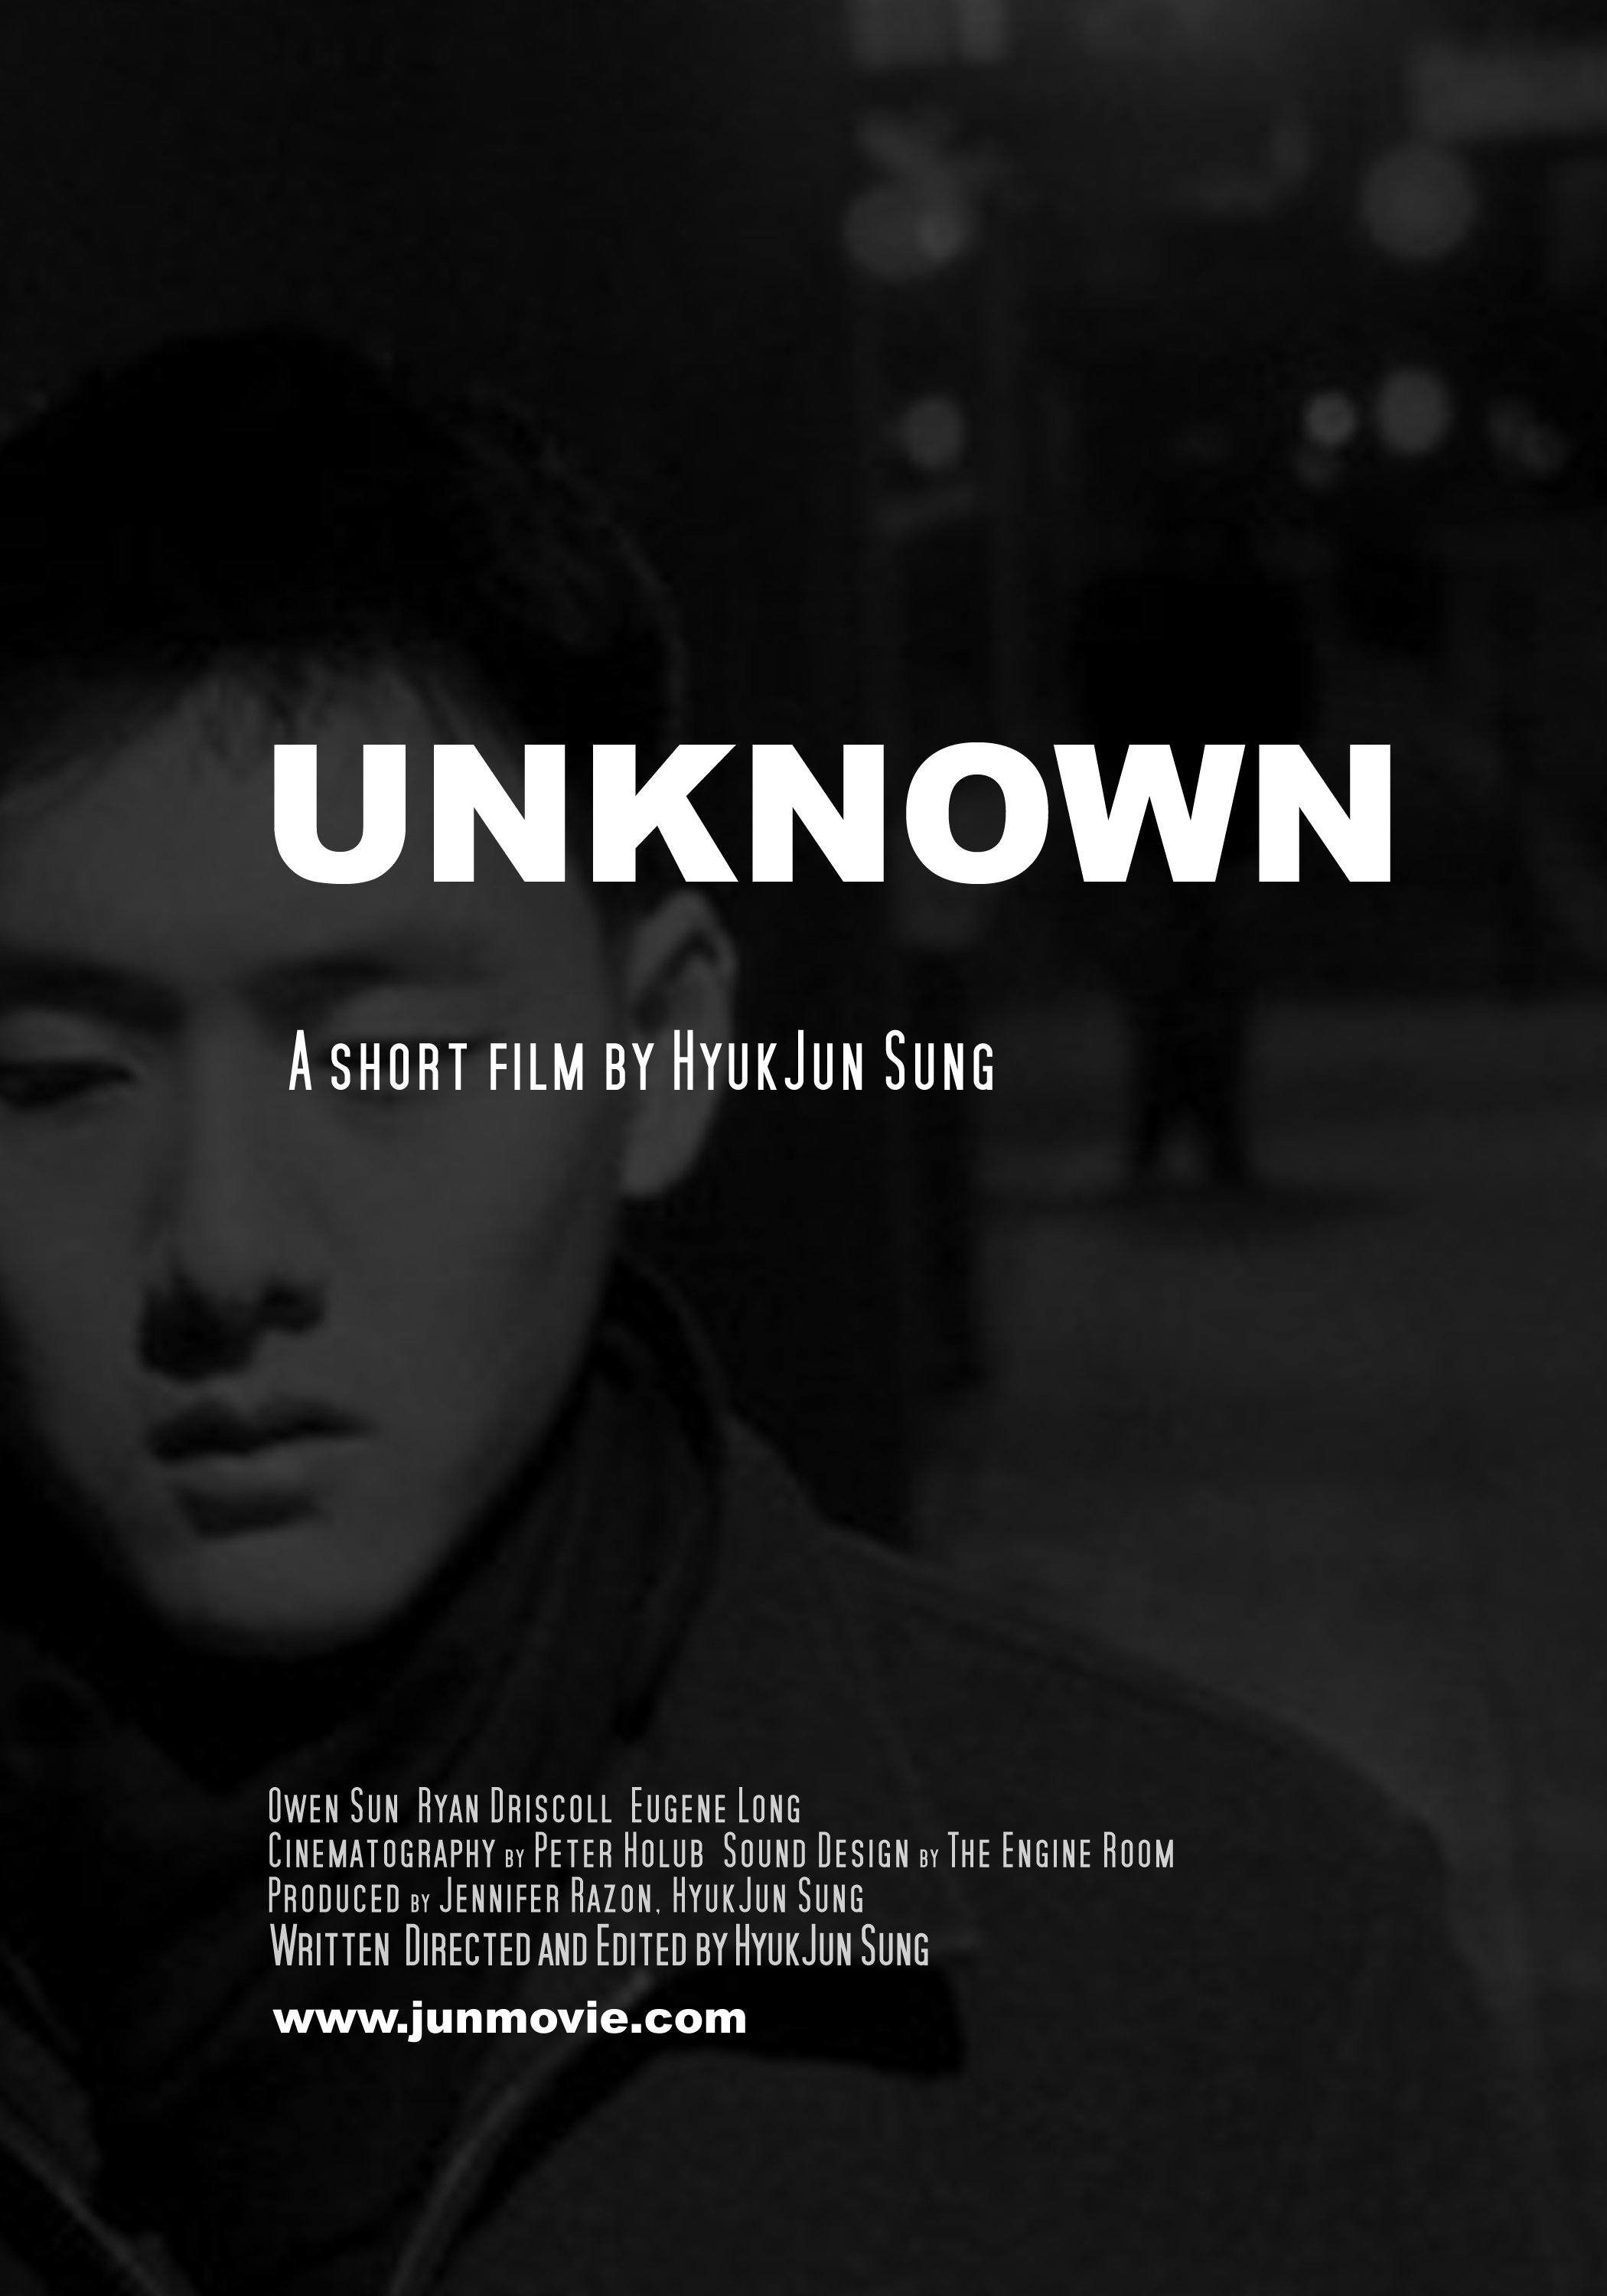 UNKNOWN
A SHORT FILM BY HYUKJUN SUNG
OWEN SUN RYAN DRISCOLL EUGENE LONG
CINEMATOGRAPHY BY PETER HOLUB SOUND DESIGN BY THE ENGINE ROOM
PRODUCED BY JENNIFER RAZON, HYUKJUN SUNG
WRITTEN DIRECTED AND EDITED BY HYUKJUN SUNG
www.junmovie.com